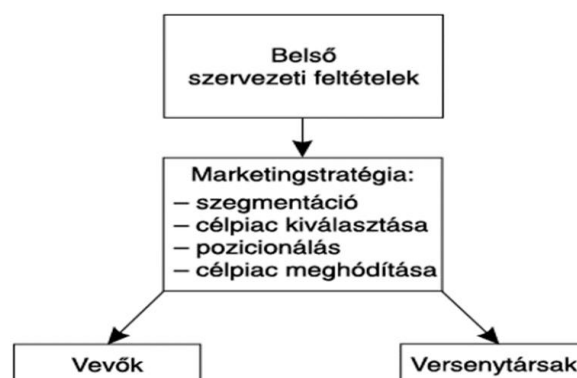 Belső
szervezeti feltételek
Marketingstratégia:
– szegmentáció
– célpiac kiválasztása
– pozicionálás
– célpiac meghódítása
Vevők
Versenytársak